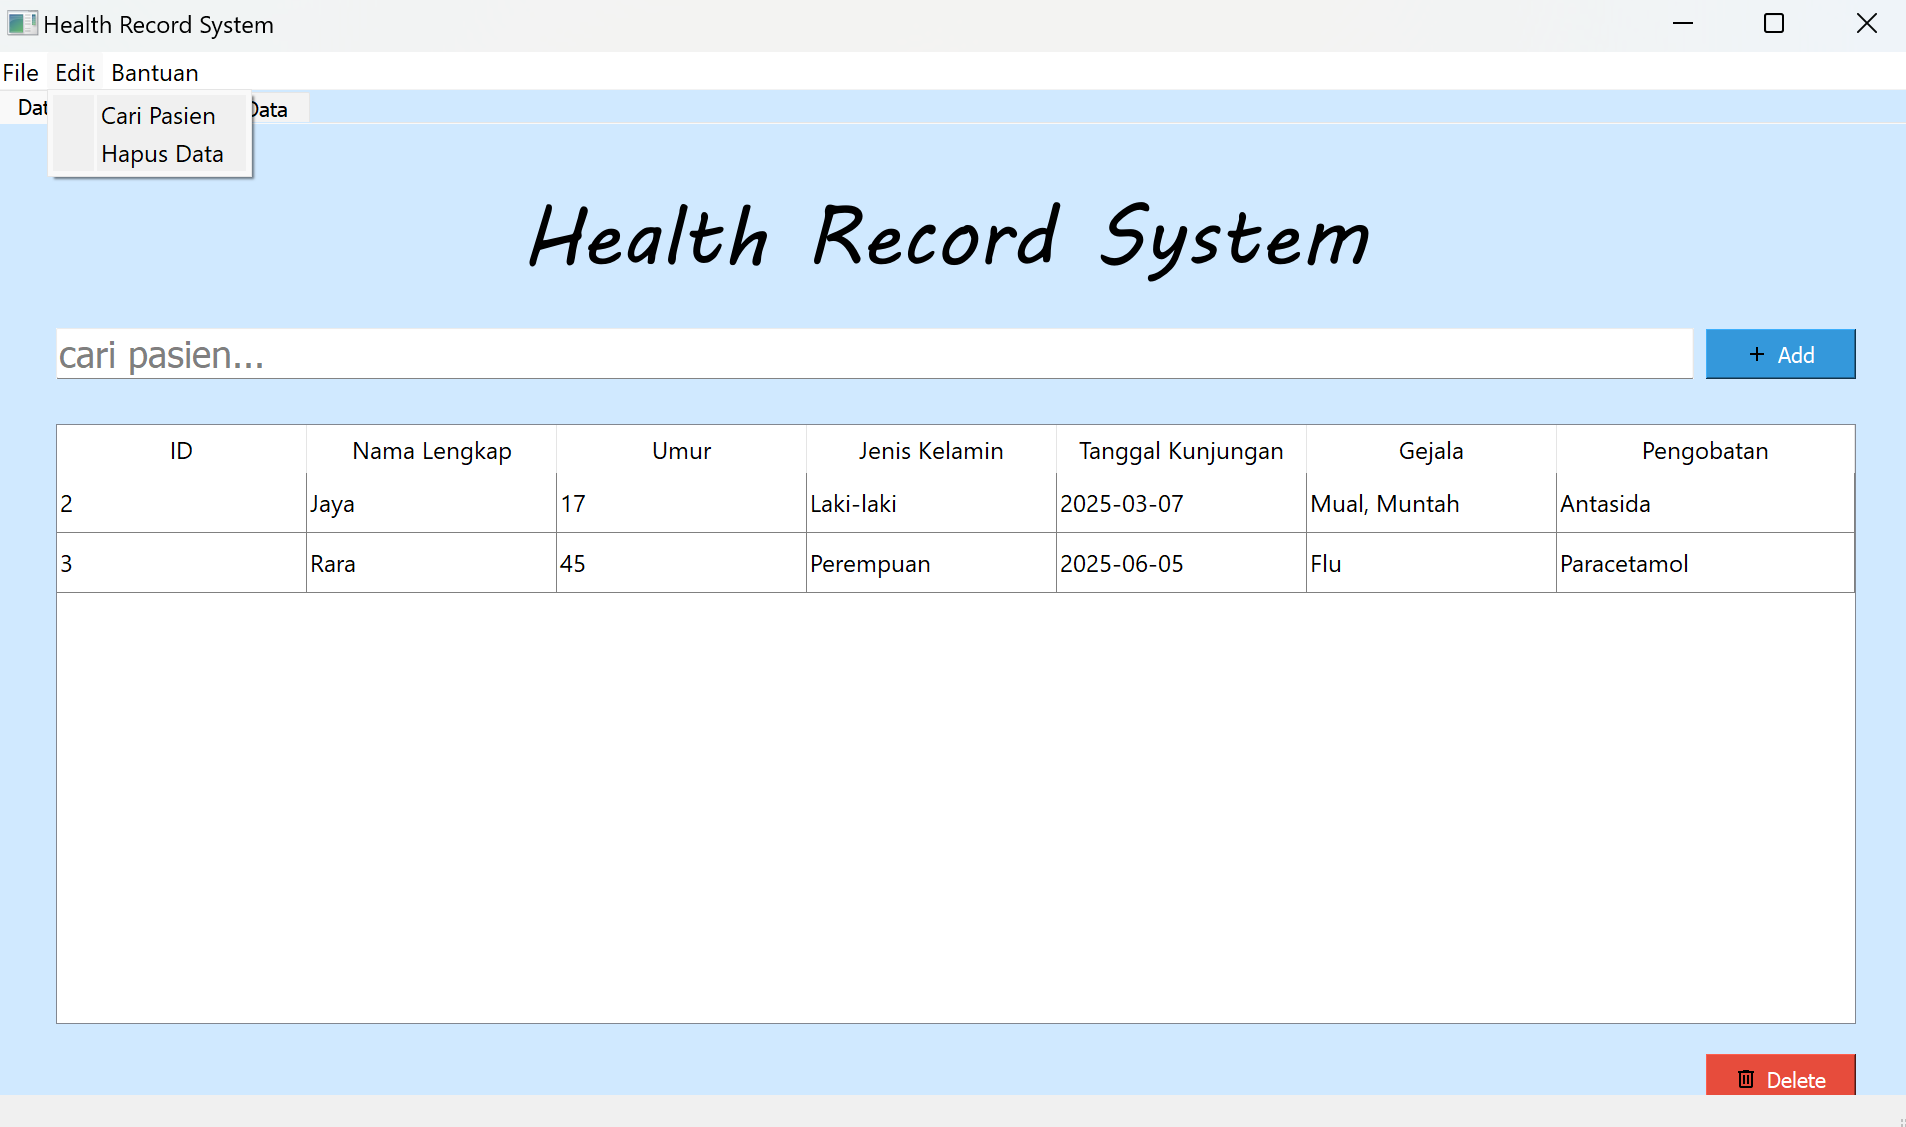 Health Record System
File Edit Bantuan
Data
Cari Pasien
Hapus Data
Health Record System
cari pasien...
+ Add
ID Nama Lengkap Umur Jenis Kelamin Tanggal Kunjungan Gejala Pengobatan
2 Jaya 17 Laki-laki 2025-03-07 Mual, Muntah Antasida
3 Rara 45 Perempuan 2025-06-05 Flu Paracetamol
Delete